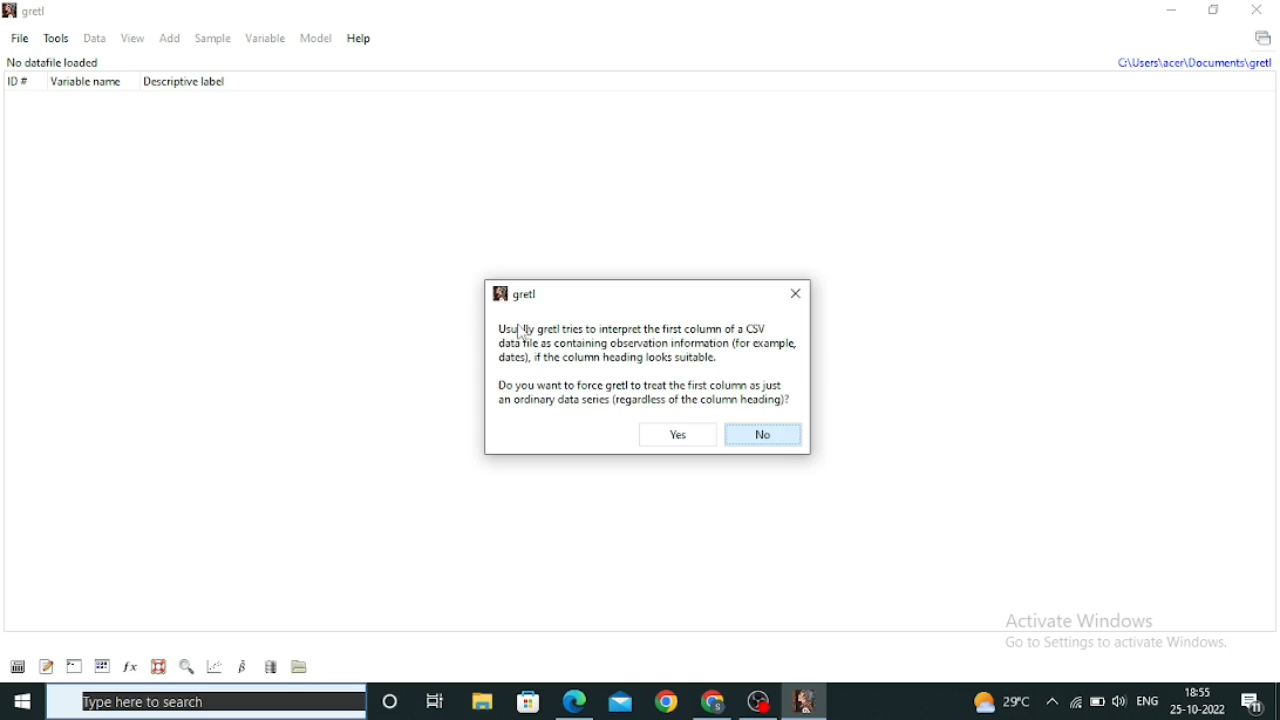 gretl
File Tools Data View Add Sample Variable Model Help
No datafile loaded
C:\Users\acer\Documents\gretl
ID # Variable name Descriptive label
gretl
Usually gretl tries to interpret the first column of a CSV
data file as containing observation information (for example,
dates), if the column heading looks suitable.
Do you want to force gretl to treat the first column as just
an ordinary data series (regardless of the column heading)?
Yes No
Activate Windows
Go to Settings to activate Windows.
fx β
Type here to search
29°C ENG
18:55
25-10-2022
11